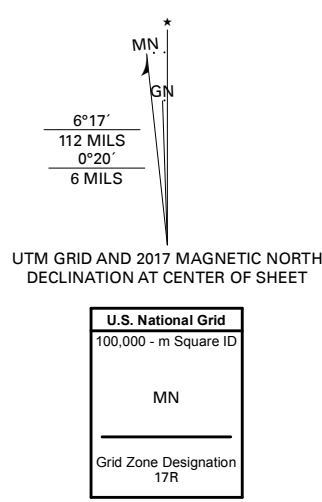 ★
MN
GN
6°17´
112 MILS
0°20´
6 MILS
UTM GRID AND 2017 MAGNETIC NORTH
DECLINATION AT CENTER OF SHEET
U.S. National Grid
100,000 - m Square ID
MN
Grid Zone Designation
17R